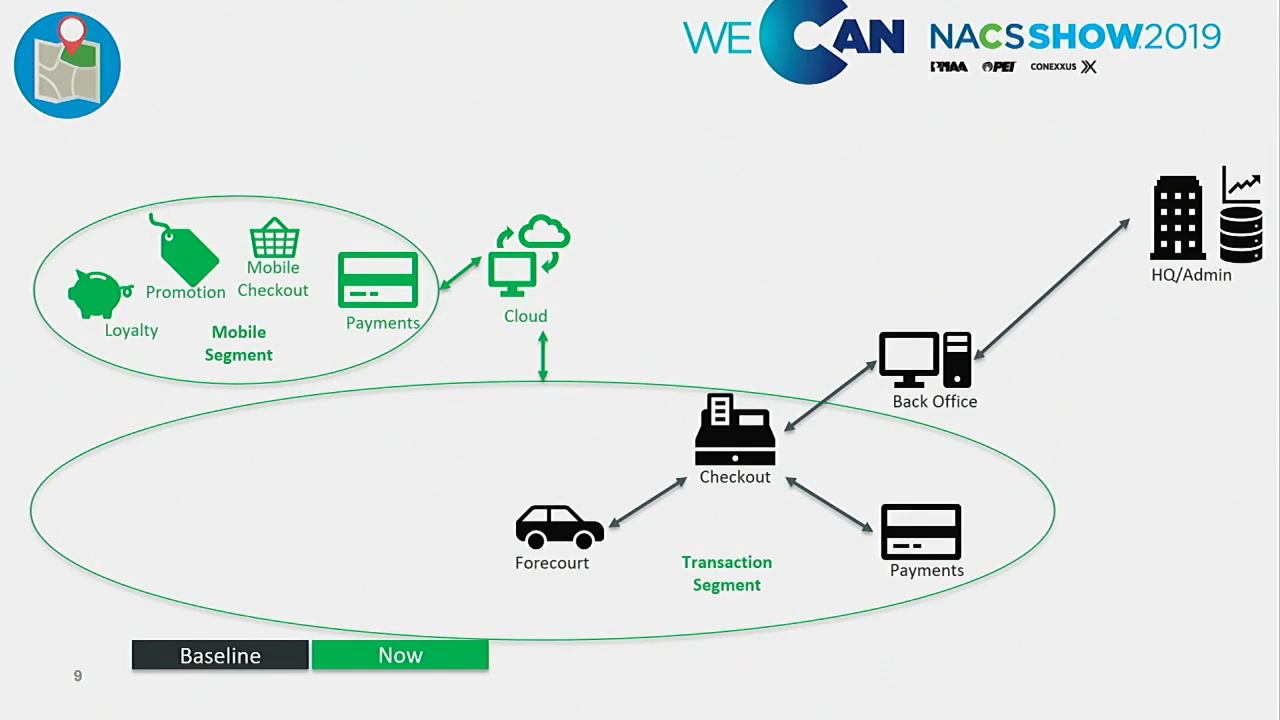 WE CAN NACS SHOW 2019
PMAA PEI CONEXXUS
HQ/Admin
Mobile
Checkout
Promotion
Payments
Loyalty
Mobile
Segment
Cloud
Back Office
Checkout
Forecourt
Transaction
Segment
Payments
Baseline Now
9